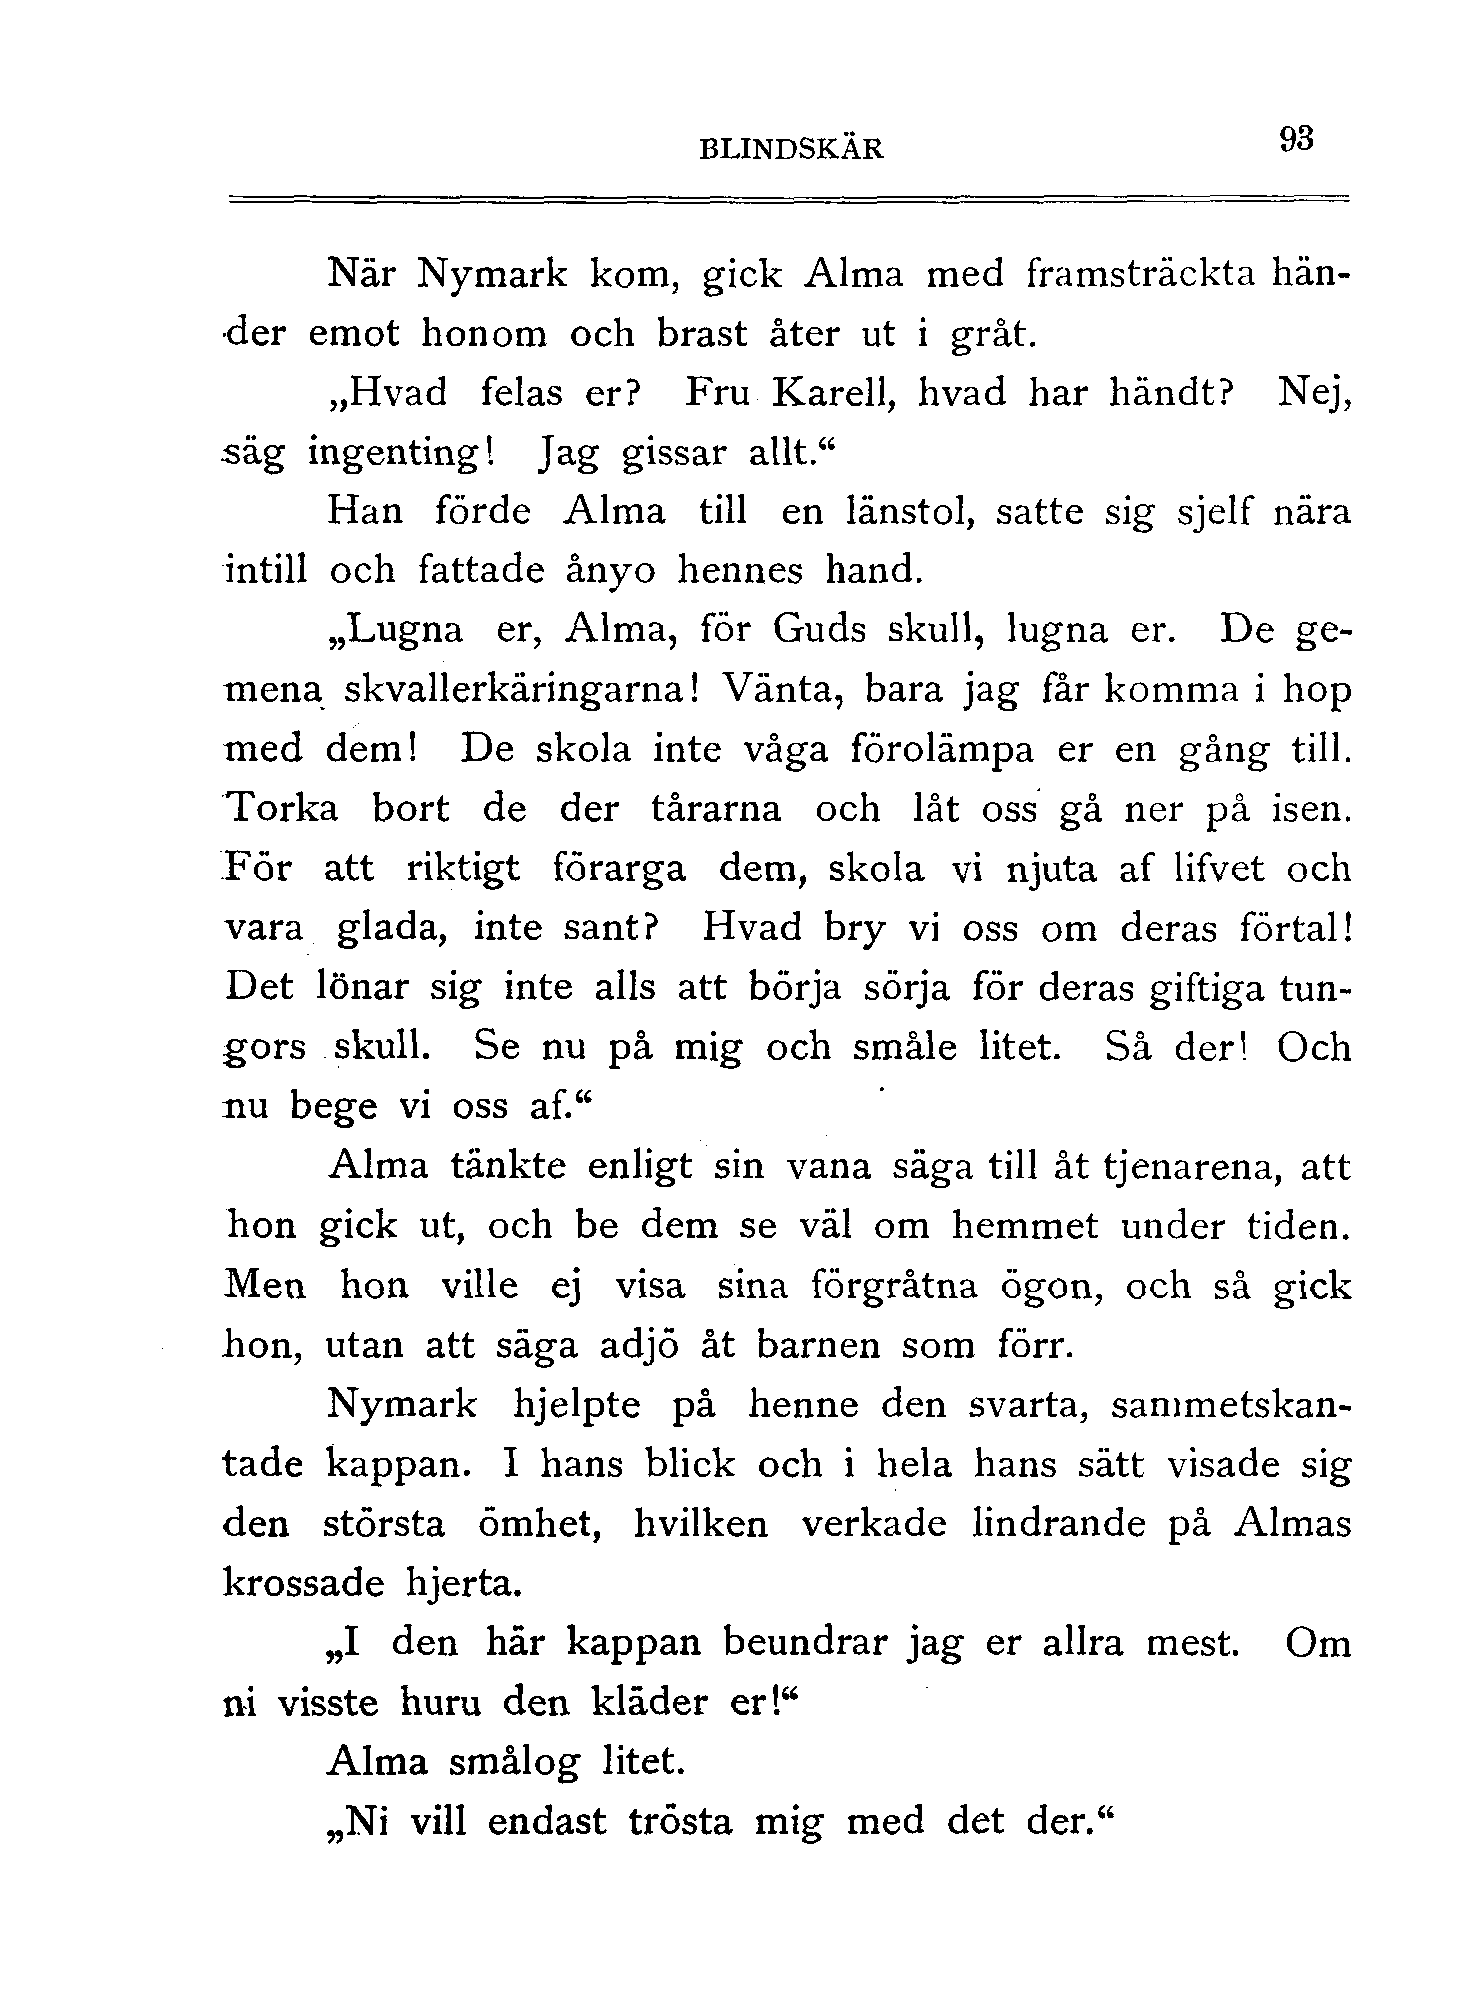 BLINDSKÄR 93
När Nymark kom, gick Alma med framsträckta hän-
der emot honom och brast åter ut i gråt.
„Hvad felas er? Fru Karell, hvad har händt? Nej,
säg ingenting! Jag gissar allt.“
Han förde Alma till en länstol, satte sig sjelf nära
intill och fattade ånyo hennes hand.
„Lugna er, Alma, för Guds skull, lugna er. De ge-
mena skvallerkäringarna! Vänta, bara jag får komma i hop
med dem! De skola inte våga förolämpa er en gång till.
Torka bort de der tårarna och låt oss gå ner på isen.
För att riktigt förarga dem, skola vi njuta af lifvet och
vara glada, inte sant? Hvad bry vi oss om deras förtal!
Det lönar sig inte alls att börja sörja för deras giftiga tun-
gors skull. Se nu på mig och småle litet. Så der! Och
nu bege vi oss af.“
Alma tänkte enligt sin vana säga till åt tjenarena, att
hon gick ut, och be dem se väl om hemmet under tiden.
Men hon ville ej visa sina förgråtna ögon, och så gick
hon, utan att säga adjö åt barnen som förr.
Nymark hjelpte på henne den svarta, sammetskan-
tade kappan. I hans blick och i hela hans sätt visade sig
den största ömhet, hvilken verkade lindrande på Almas
krossade hjerta.
„I den här kappan beundrar jag er allra mest. Om
ni visste huru den kläder er!“
Alma smålog litet.
„Ni vill endast trösta mig med det der.“